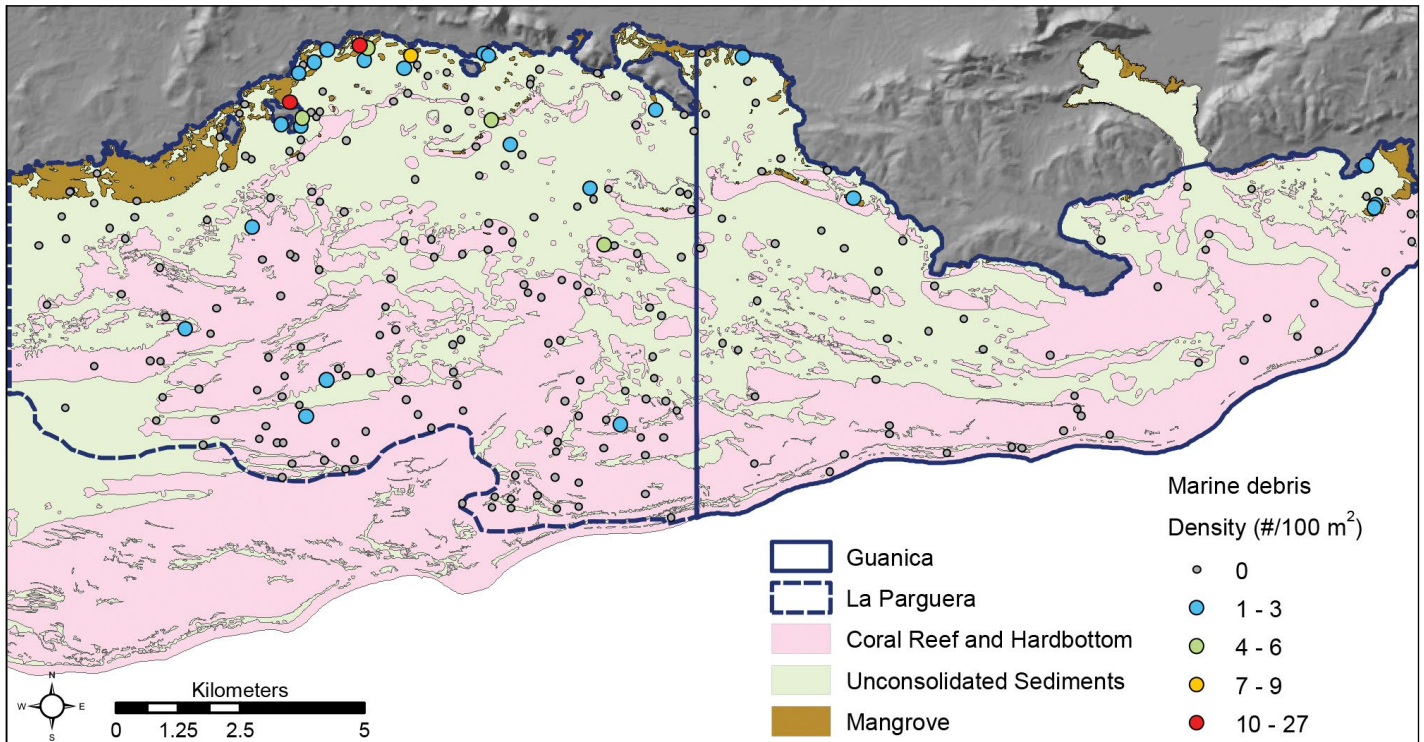 Marine debris
Density (#/100 m²)
0
1 - 3
4 - 6
7 - 9
10 - 27
Guanica
La Parguera
Coral Reef and Hardbottom
Unconsolidated Sediments
Mangrove
N
W E
S
Kilometers
0 1.25 2.5 5